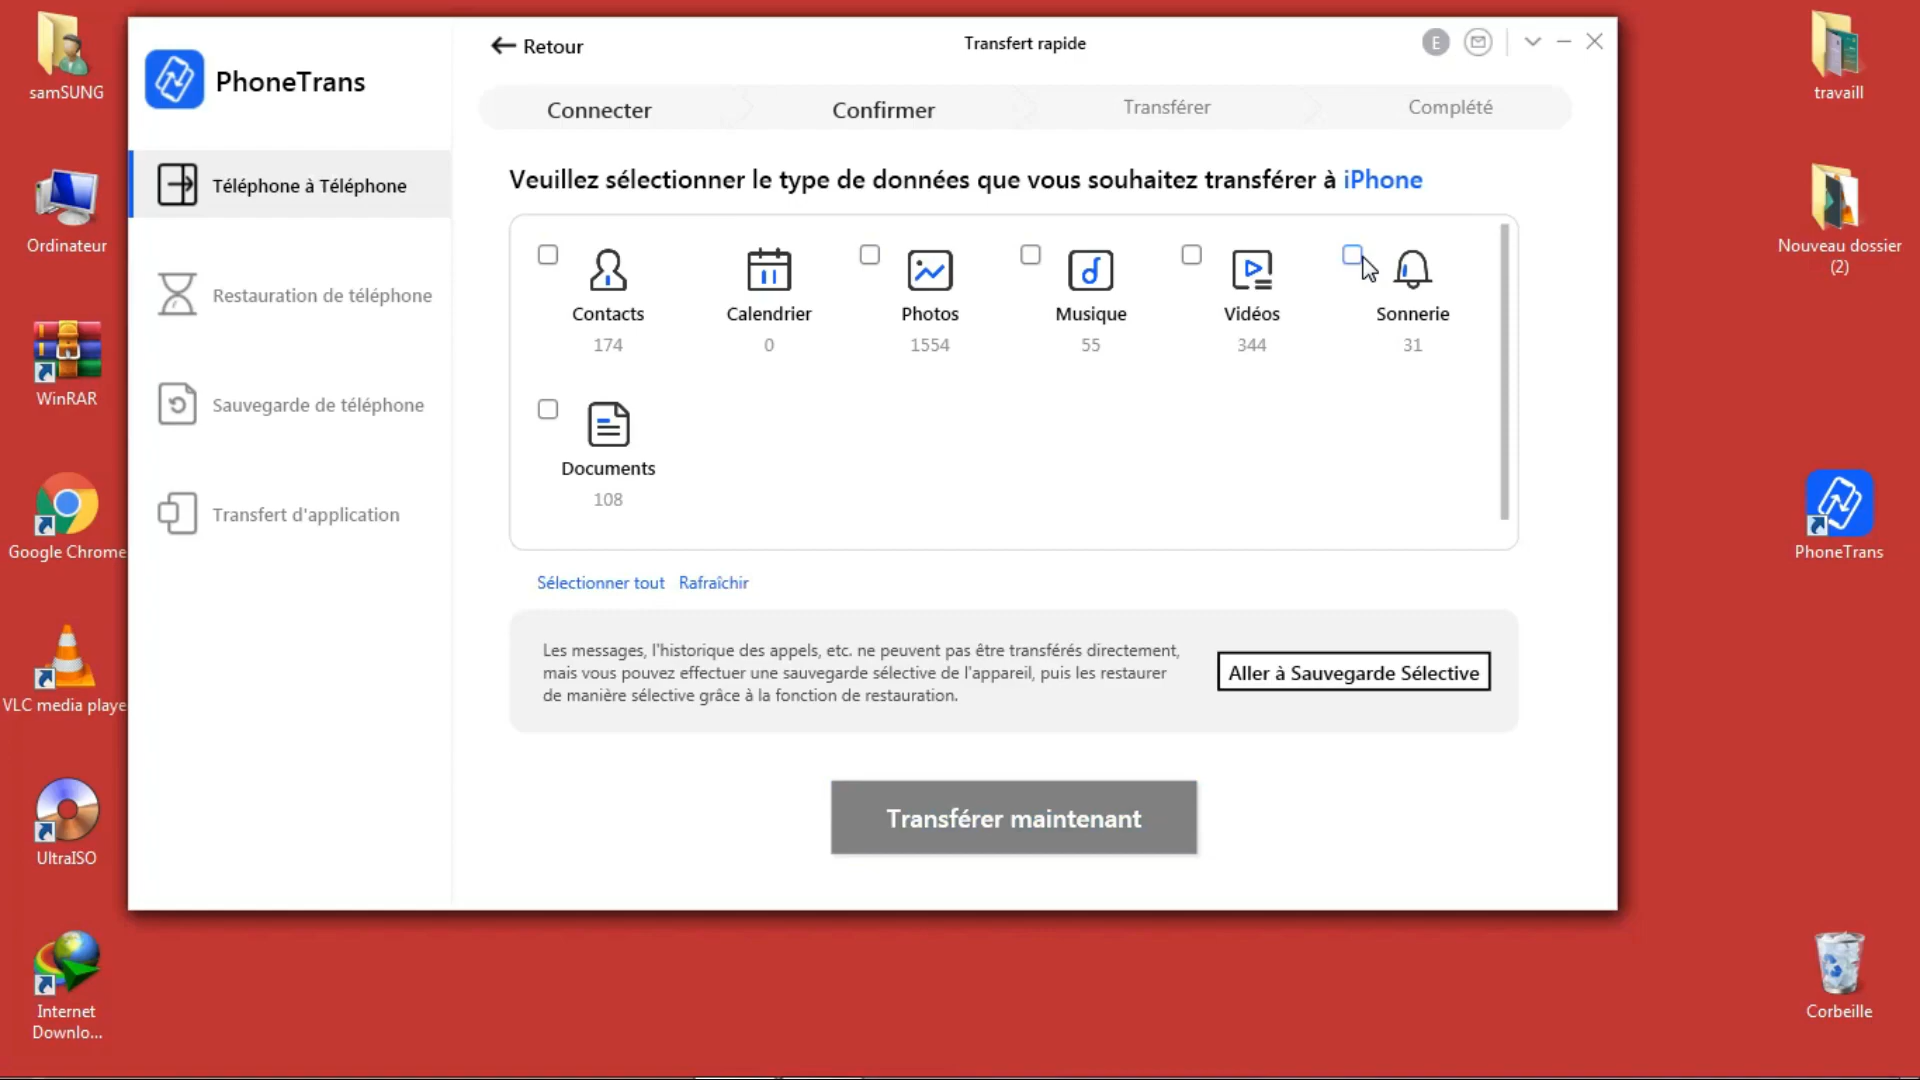 samSUNG
Ordinateur
WinRAR
Google Chrome
VLC media playe
UltraISO
Internet
Downlo...
PhoneTrans
Téléphone à Téléphone
Restauration de téléphone
Sauvegarde de téléphone
Transfert d'application
Retour
Transfert rapide
E
Connecter
Confirmer
Transférer
Complété
Veuillez sélectionner le type de données que vous souhaitez transférer à iPhone
Contacts
174
Calendrier
0
Photos
1554
Musique
55
Vidéos
344
Sonnerie
31
Documents
108
Sélectionner tout
Rafraîchir
Les messages, l'historique des appels, etc. ne peuvent pas être transférés directement,
mais vous pouvez effectuer une sauvegarde sélective de l'appareil, puis les restaurer
de manière sélective grâce à la fonction de restauration.
Aller à Sauvegarde Sélective
Transférer maintenant
travaill
Nouveau dossier
(2)
PhoneTrans
Corbeille